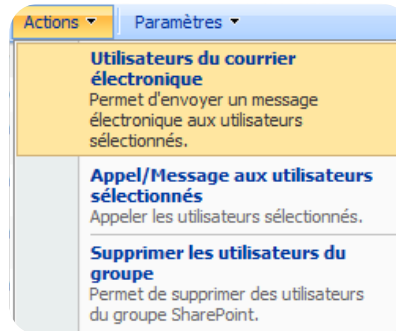 Actions Paramètres
Utilisateurs du courrier
électronique
Permet d'envoyer un message
électronique aux utilisateurs
sélectionnés.
Appel/Message aux utilisateurs
sélectionnés
Appeler les utilisateurs sélectionnés.
Supprimer les utilisateurs du
groupe
Permet de supprimer des utilisateurs
du groupe SharePoint.